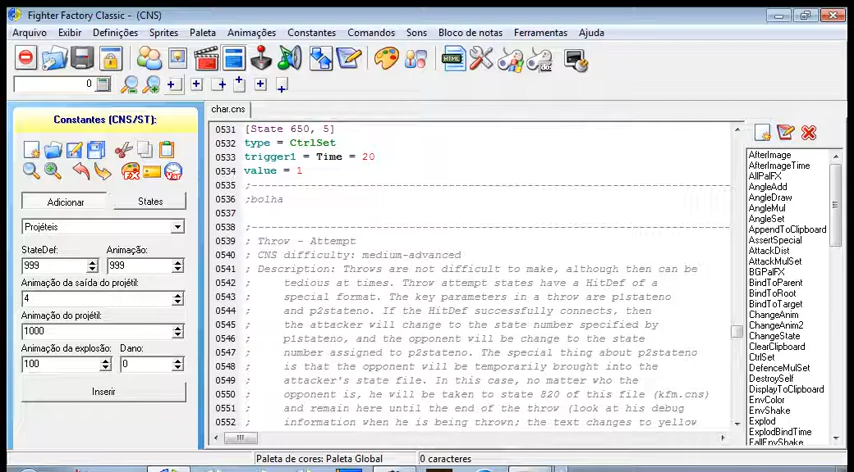 Fighter Factory Classic - (CNS)
Arquivo Exibir Definições Sprites Paleta Animações Constantes Comandos Sons Bloco de notas Ferramentas Ajuda
0
Constantes (CNS/ST):
Adicionar States
Projéteis
StateDef: Animação:
999 999
Animação da saída do projétil:
4
Animação do projétil:
1000
Animação da explosão: Dano:
100 0
Inserir
char.cns
0531 [State 650, 5]
0532 type = CtrlSet
0533 trigger1 = Time = 20
0534 value = 1
0535 ;---------------------------------------------------------------------------
0536 ;bolha
0537
0538 ;---------------------------------------------------------------------------
0539 ; Throw - Attempt
0540 ; CNS difficulty: medium-advanced
0541 ; Description: Throws are not difficult to make, although then can be
0542 ; tedious at times. Throw attempt states have a HitDef of a
0543 ; special format. The key parameters in a throw are p1stateno
0544 ; and p2stateno. If the HitDef successfully connects, then
0545 ; the attacker will change to the state number specified by
0546 ; p1stateno, and the opponent will be change to the state
0547 ; number assigned to p2stateno. The special thing about p2stateno
0548 ; is that the opponent will be temporarily brought into the
0549 ; attacker's state file. In this case, no matter who the
0550 ; opponent is, he will be taken to state 820 of this file (kfm.cns)
0551 ; and remain here until the end of the throw (look at his debug
0552 ; information when he is being thrown; the text changes to yellow
AfterImage
AfterImageTime
AllPalFX
AngleAdd
AngleDraw
AngleMul
AngleSet
AppendToClipboard
AssertSpecial
AttackDist
AttackMulSet
BGPalFX
BindToParent
BindToRoot
BindToTarget
ChangeAnim
ChangeAnim2
ChangeState
ClearClipboard
CtrlSet
DefenceMulSet
DestroySelf
DisplayToClipboard
EnvColor
EnvShake
Explod
ExplodBindTime
FallEnvShake
Paleta de cores: Paleta Global 0 caracteres